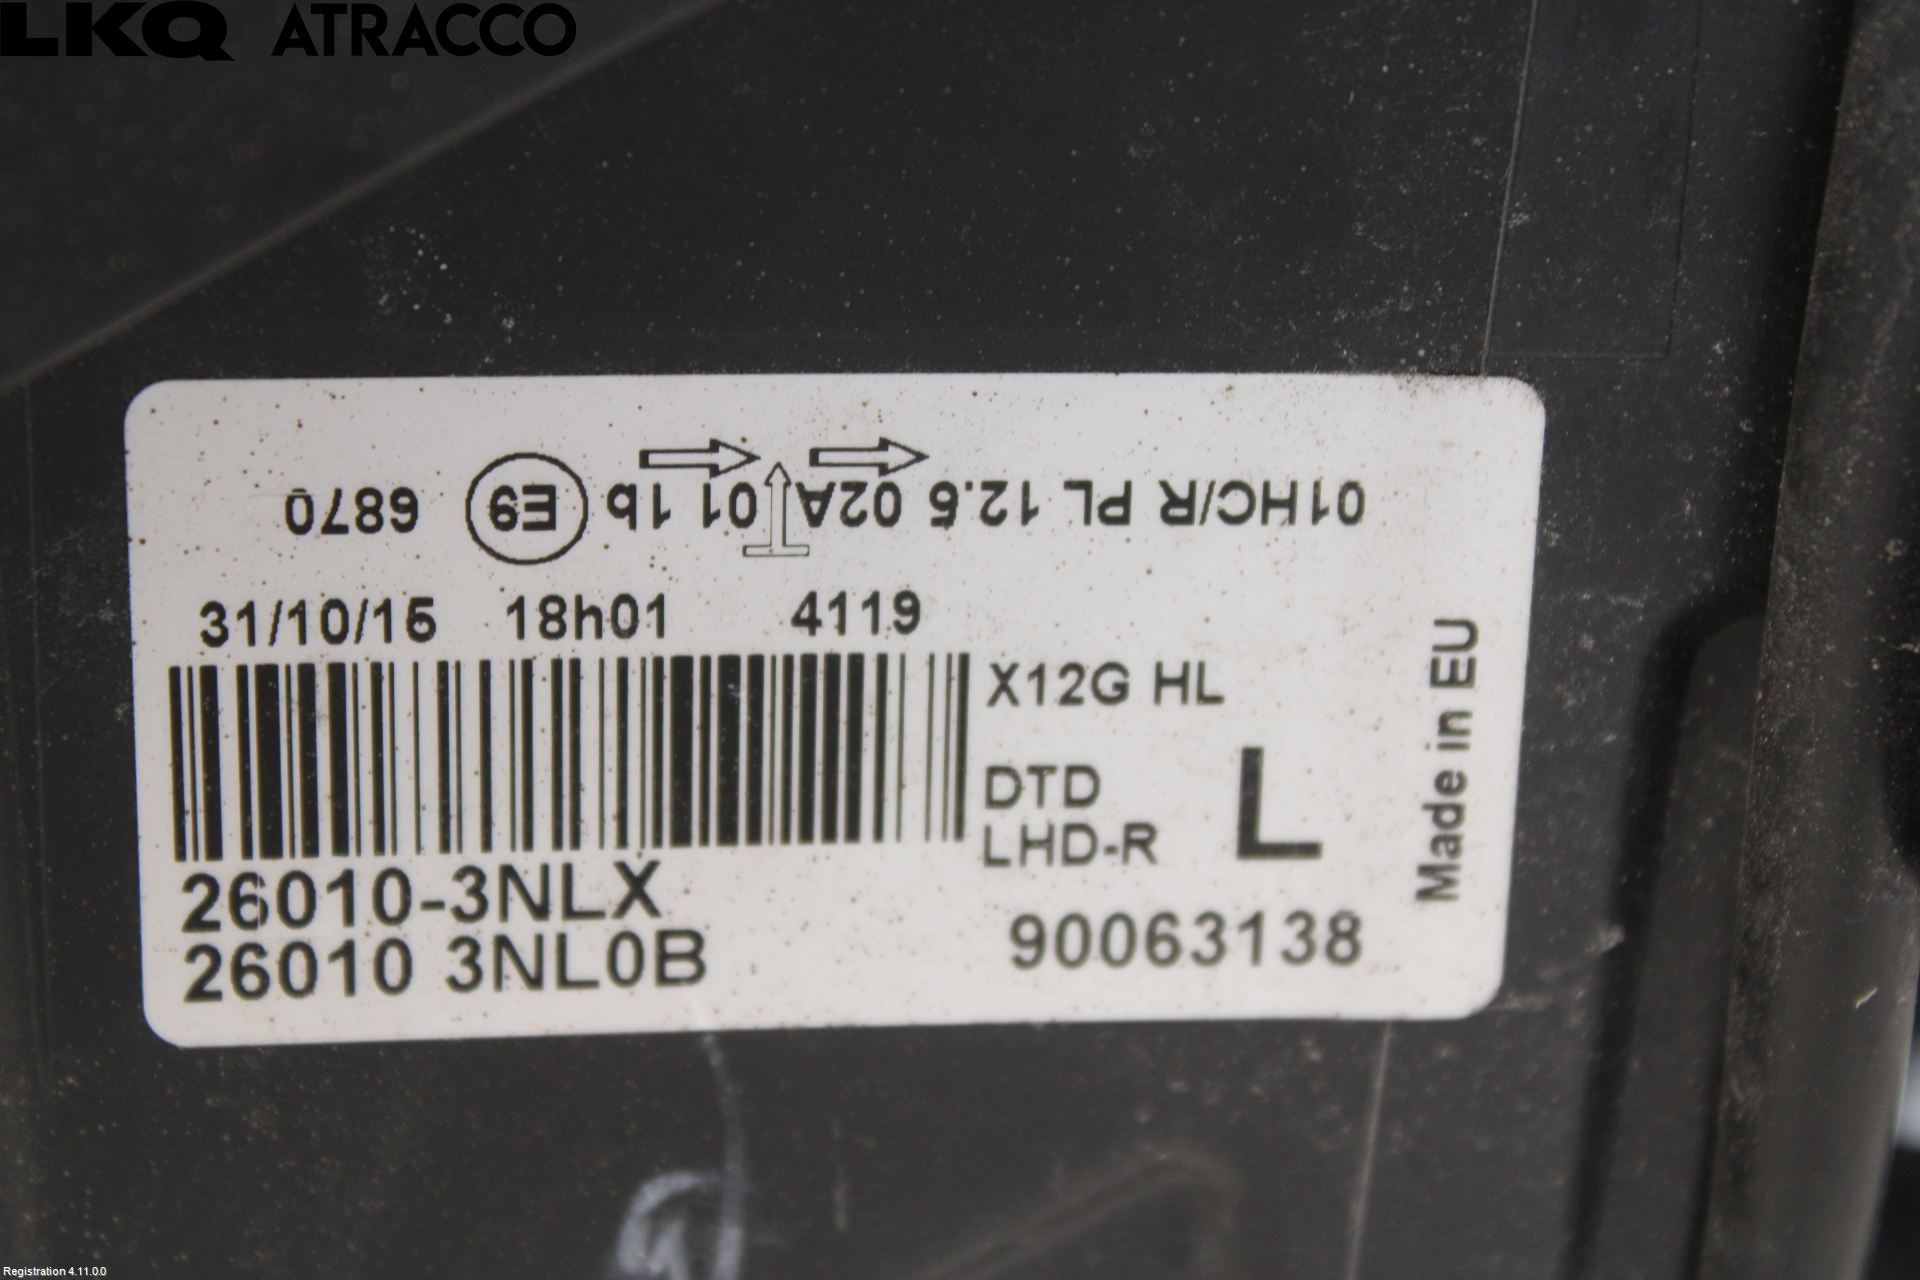 LKQ ATRACCO
01HC/R PL 12.5 02A 01 1b E9 6870
31/10/15 18h01 4119
X12G HL
DTD
LHD-R
L
Made in EU
26010-3NLX
26010 3NL0B
90063138
Registration 4.11.0.0